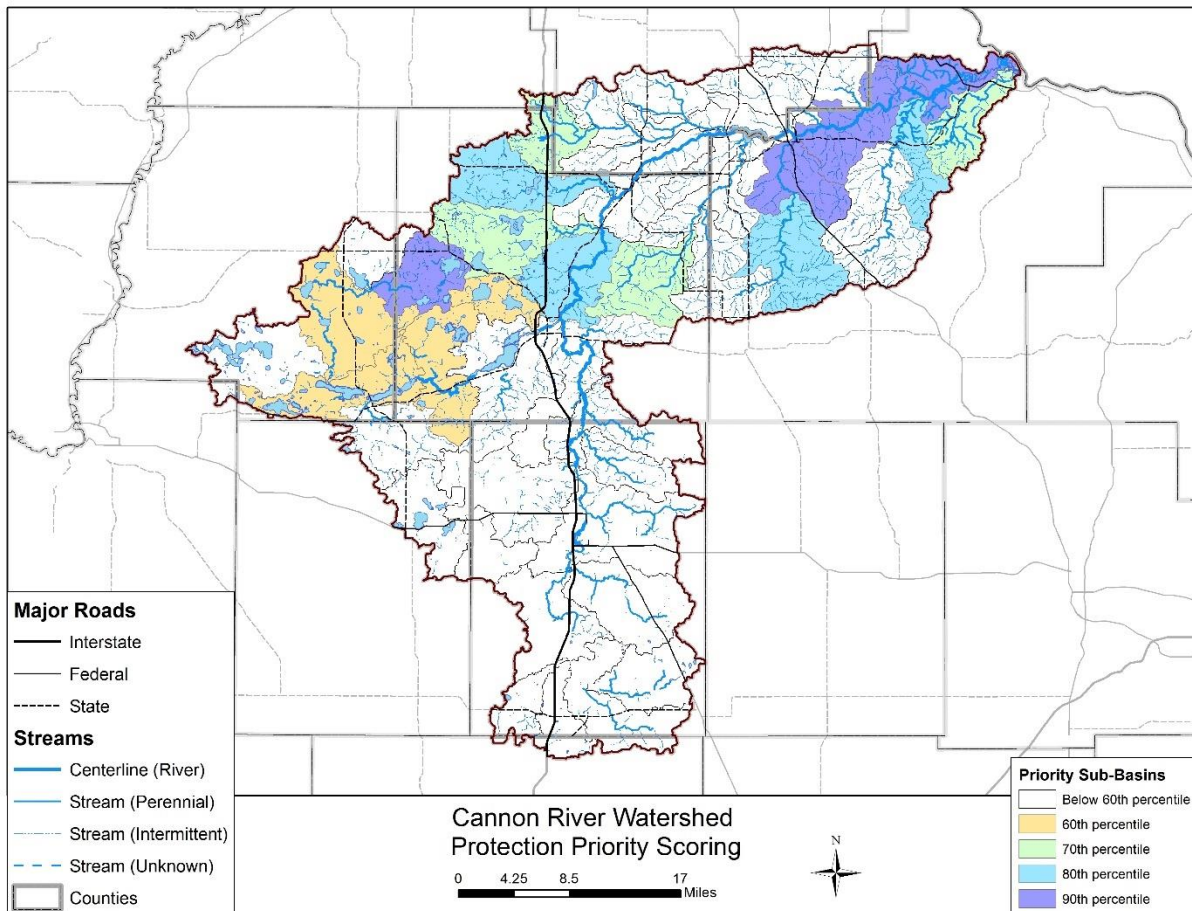 Major Roads
Interstate
Federal
State
Streams
Centerline (River)
Stream (Perennial)
Stream (Intermittent)
Stream (Unknown)
Counties
Cannon River Watershed
Protection Priority Scoring
0 4.25 8.5 17
Miles
N
Priority Sub-Basins
Below 60th percentile
60th percentile
70th percentile
80th percentile
90th percentile